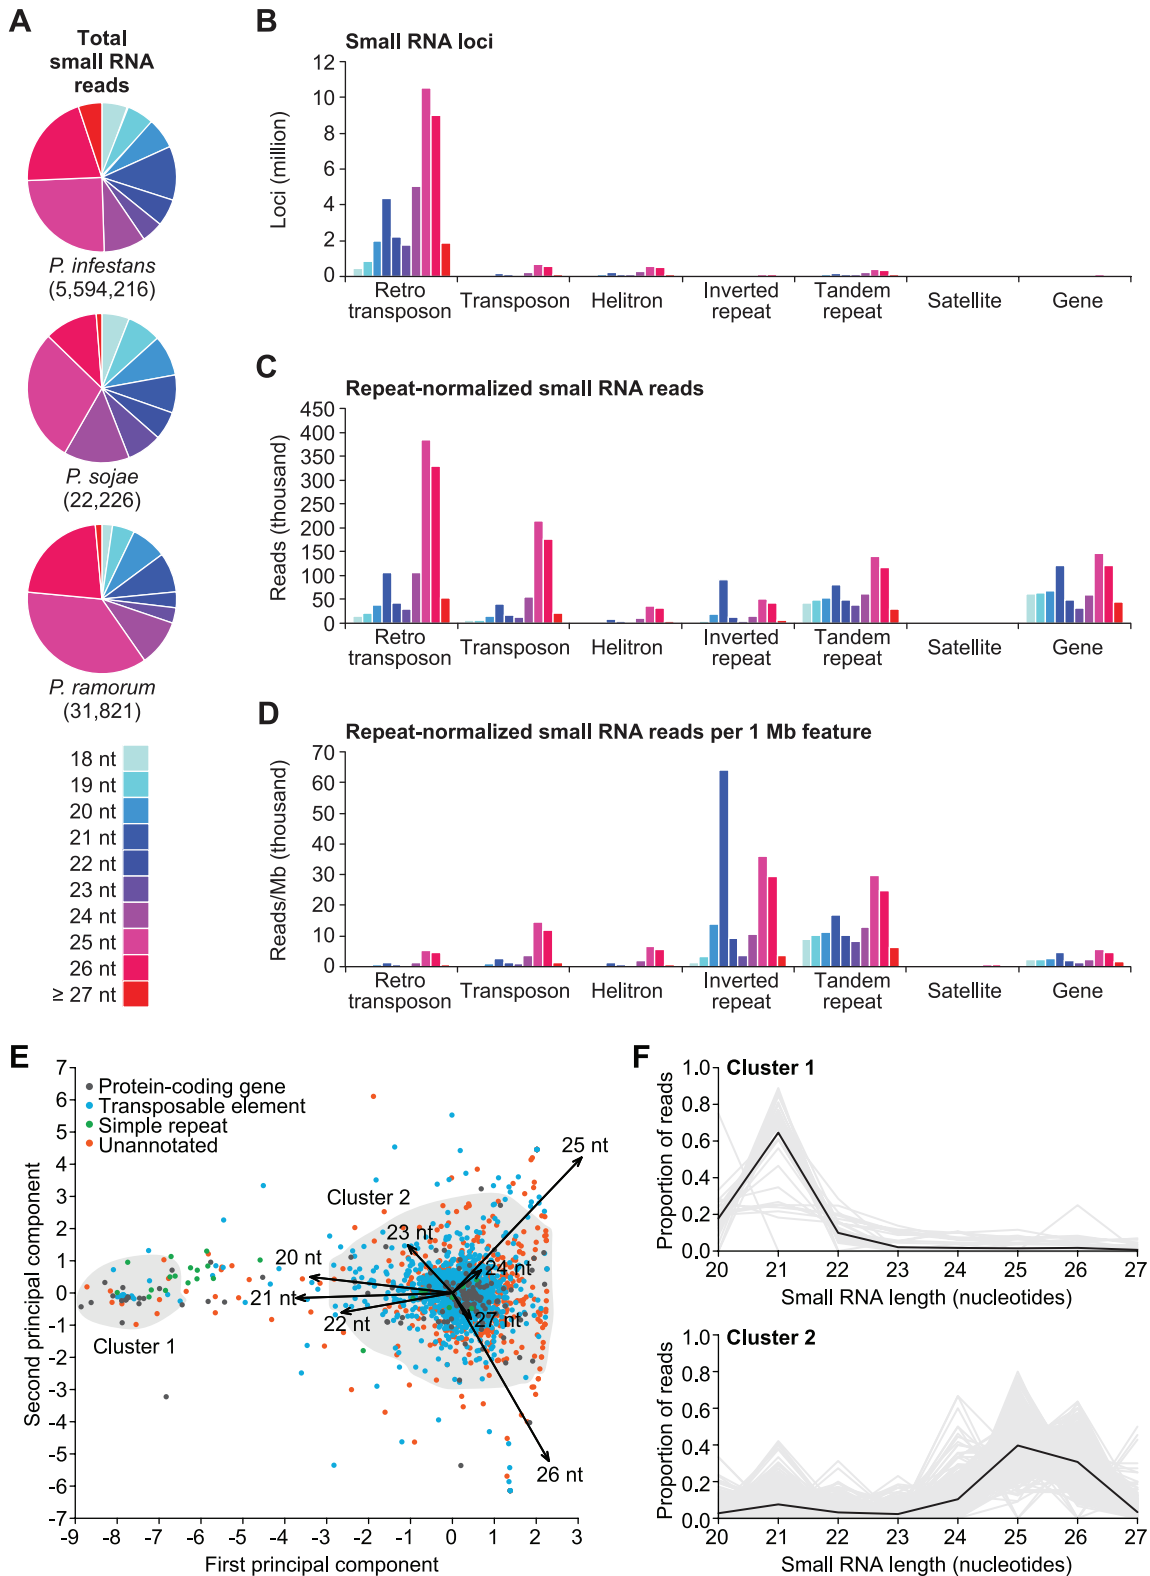 A
Total
small RNA
reads
P. infestans
(5,594,216)
P. sojae
(22,226)
P. ramorum
(31,821)
18 nt
19 nt
20 nt
21 nt
22 nt
23 nt
24 nt
25 nt
26 nt
≥ 27 nt
B
Small RNA loci
Loci (million)
12
10
8
6
4
2
0
Retro
transposon
Transposon
Helitron
Inverted
repeat
Tandem
repeat
Satellite
Gene
C
Repeat-normalized small RNA reads
Reads (thousand)
450
400
350
300
250
200
150
100
50
0
Retro
transposon
Transposon
Helitron
Inverted
repeat
Tandem
repeat
Satellite
Gene
D
Repeat-normalized small RNA reads per 1 Mb feature
Reads/Mb (thousand)
70
60
50
40
30
20
10
0
Retro
transposon
Transposon
Helitron
Inverted
repeat
Tandem
repeat
Satellite
Gene
E
Second principal component
7
6
5
4
3
2
1
0
-1
-2
-3
-4
-5
-6
-7
Protein-coding gene
Transposable element
Simple repeat
Unannotated
25 nt
Cluster 2
23 nt
20 nt
24 nt
21 nt
22 nt
27 nt
Cluster 1
26 nt
-9 -8 -7 -6 -5 -4 -3 -2 -1 0 1 2 3
First principal component
F
Cluster 1
Proportion of reads
1.0
0.8
0.6
0.4
0.2
0.0
20 21 22 23 24 25 26 27
Small RNA length (nucleotides)
Cluster 2
Proportion of reads
1.0
0.8
0.6
0.4
0.2
0.0
20 21 22 23 24 25 26 27
Small RNA length (nucleotides)